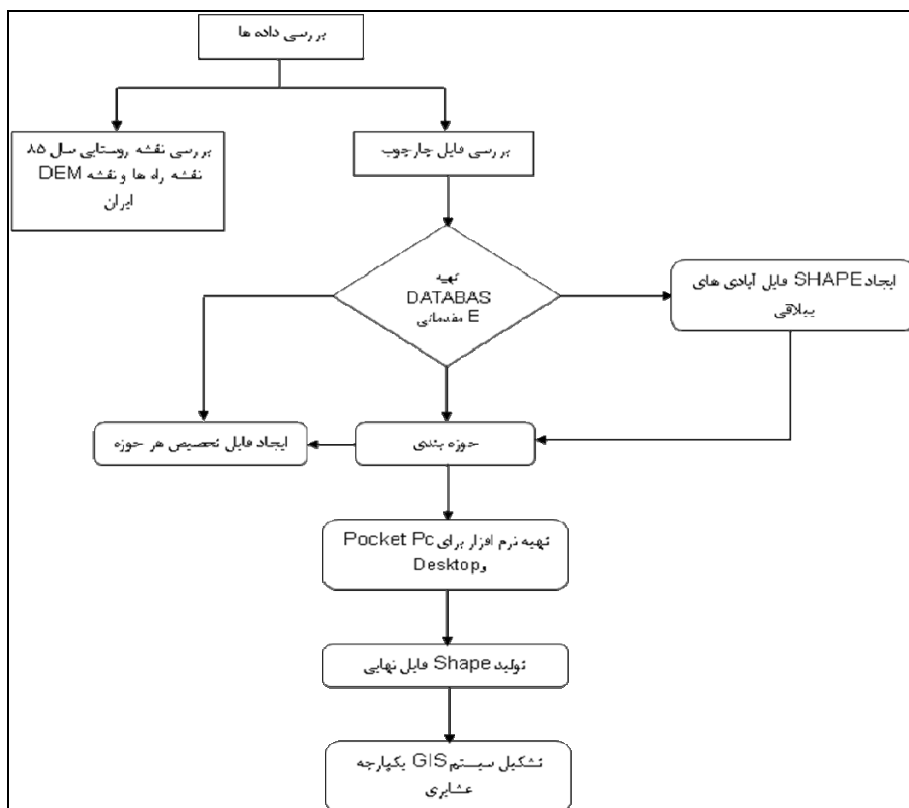 بررسی داده ها
بررسی نقشه روستایی سال ۸۵
نقشه راه ها و نقشه DEM
ایران
بررسی فایل چارچوب
تهیه
DATABAS
E مقدماتی
ایجاد SHAPE فایل آبادی های
ییلاقی
ایجاد فایل تخصیص هر حوزه
حوزه بندی
تهیه نرم افزار برای Pocket Pc
و Desktop
تولید Shape فایل نهایی
تشکیل سیستم GIS یکپارچه
عشایری